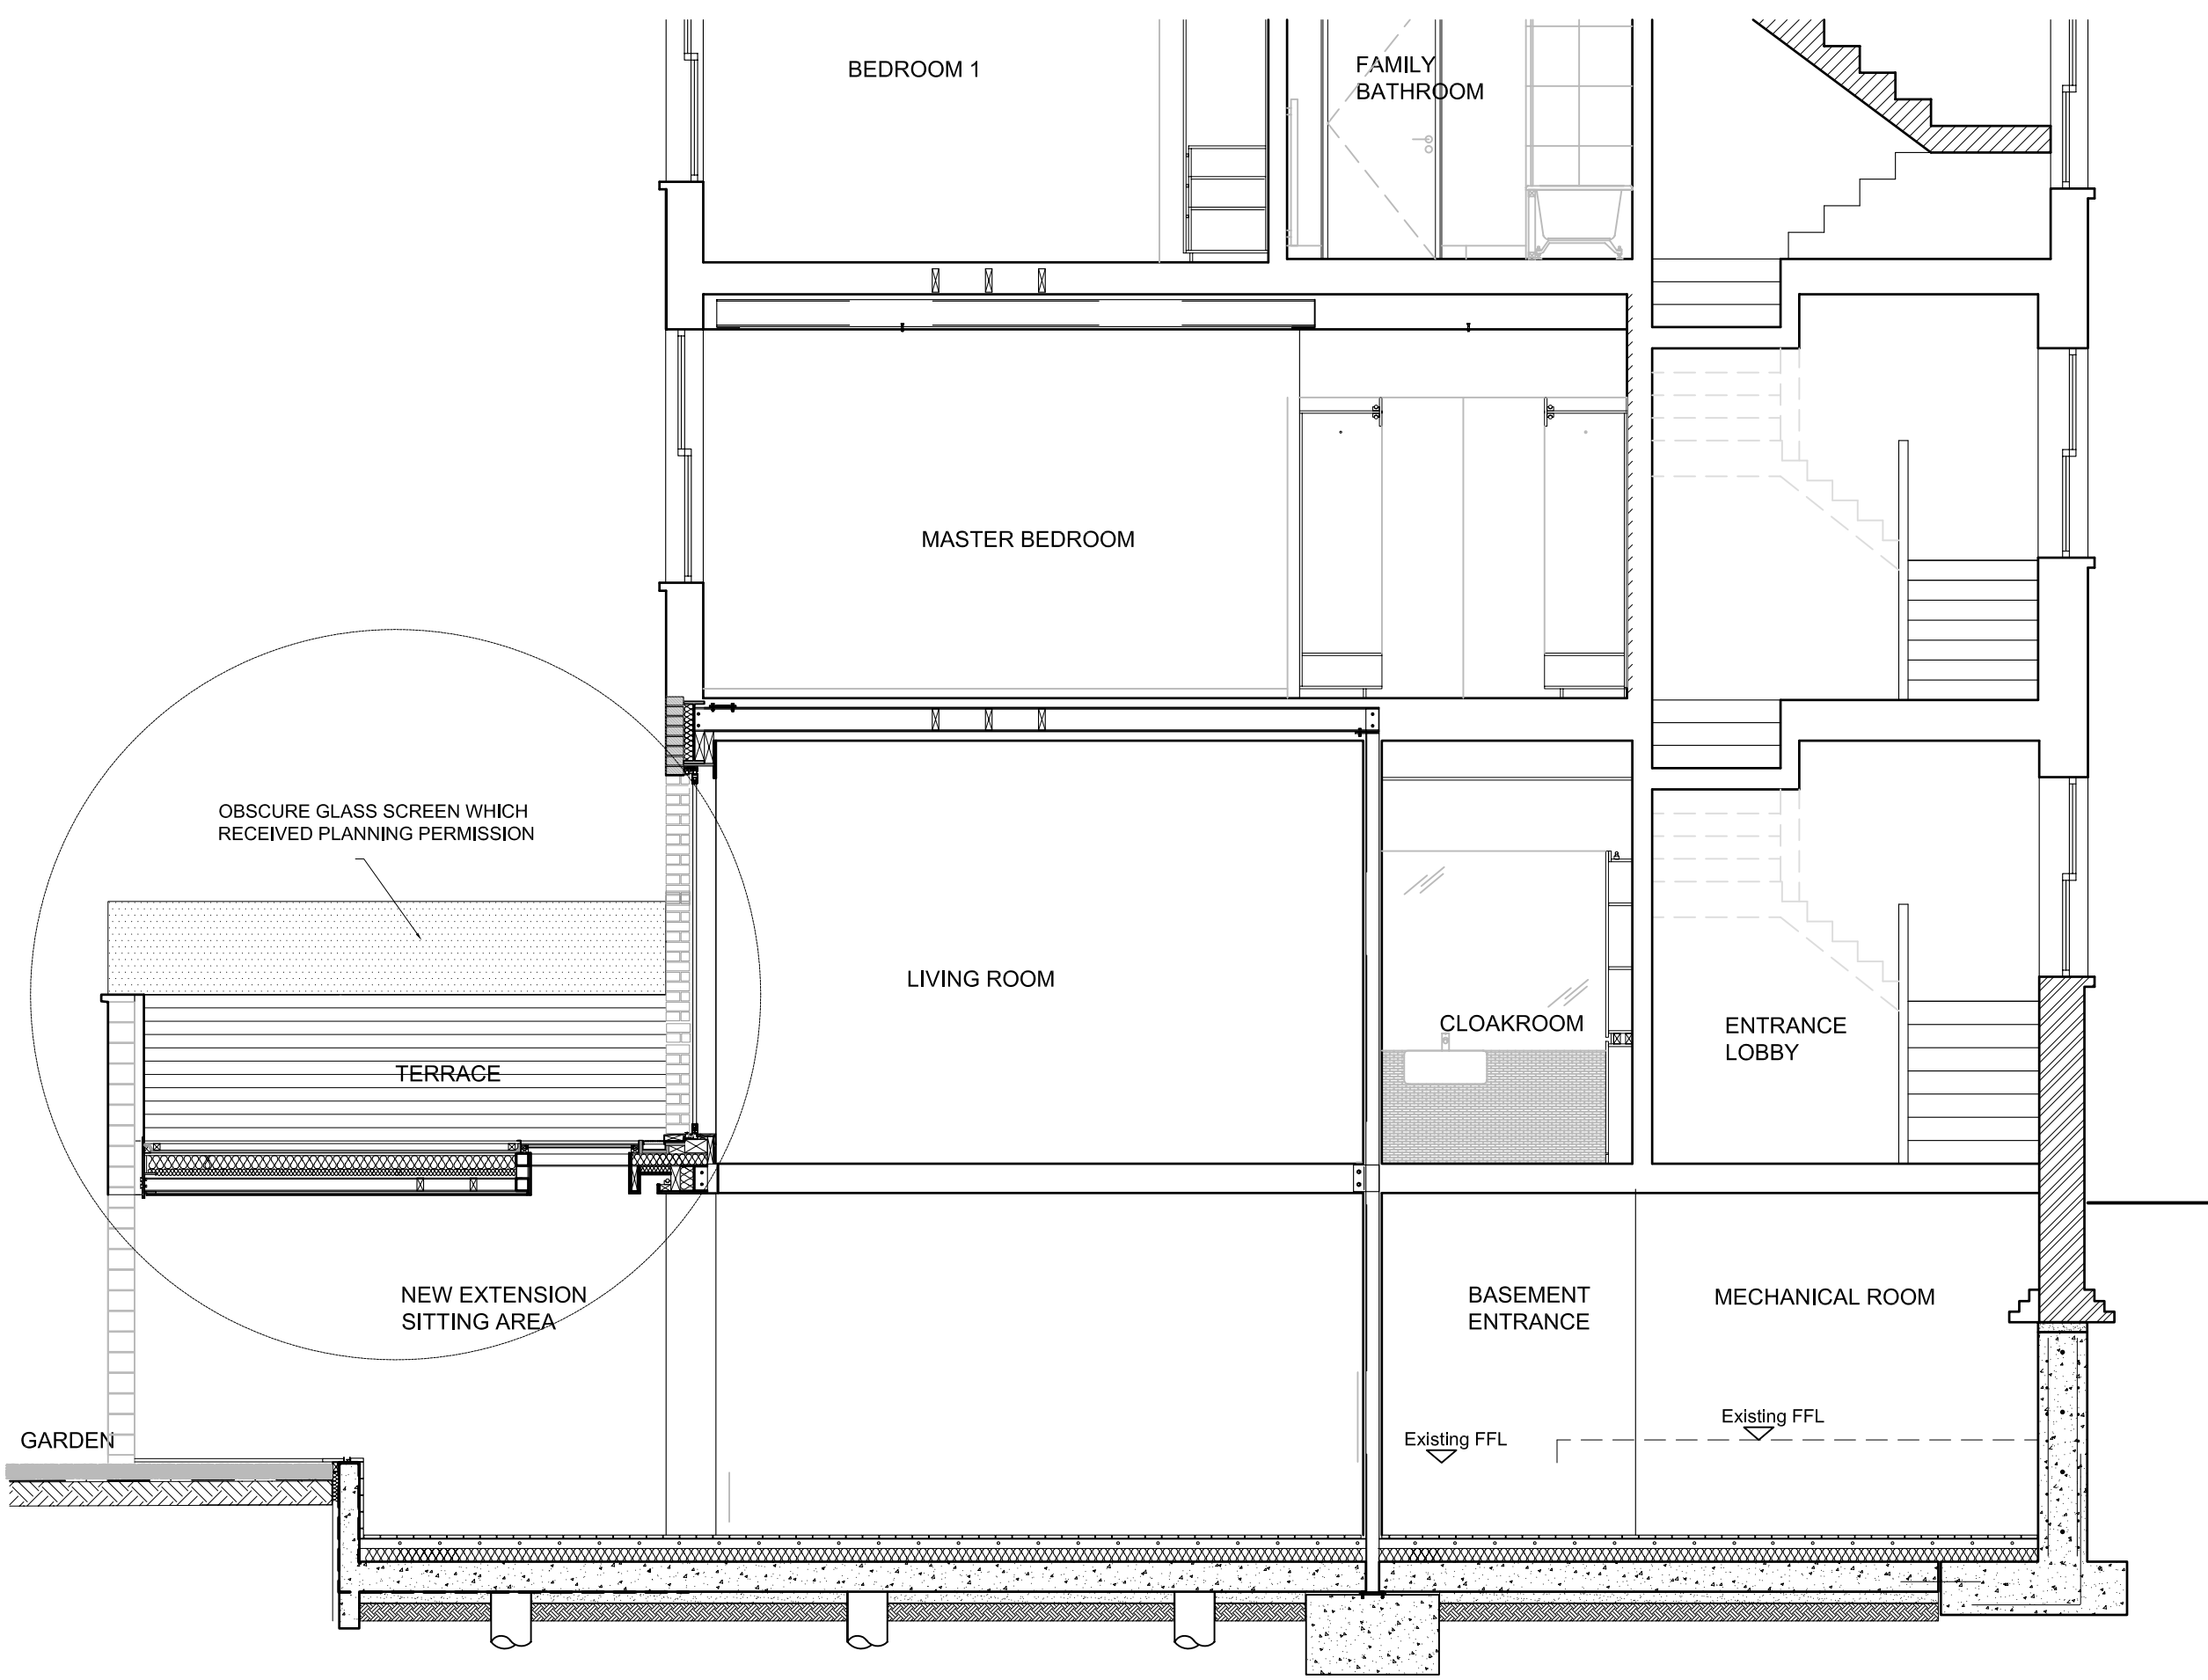 BEDROOM 1
FAMILY
BATHROOM
MASTER BEDROOM
OBSCURE GLASS SCREEN WHICH
RECEIVED PLANNING PERMISSION
LIVING ROOM
CLOAKROOM
ENTRANCE
LOBBY
TERRACE
NEW EXTENSION
SITTING AREA
BASEMENT
ENTRANCE
MECHANICAL ROOM
GARDEN
Existing FFL
Existing FFL